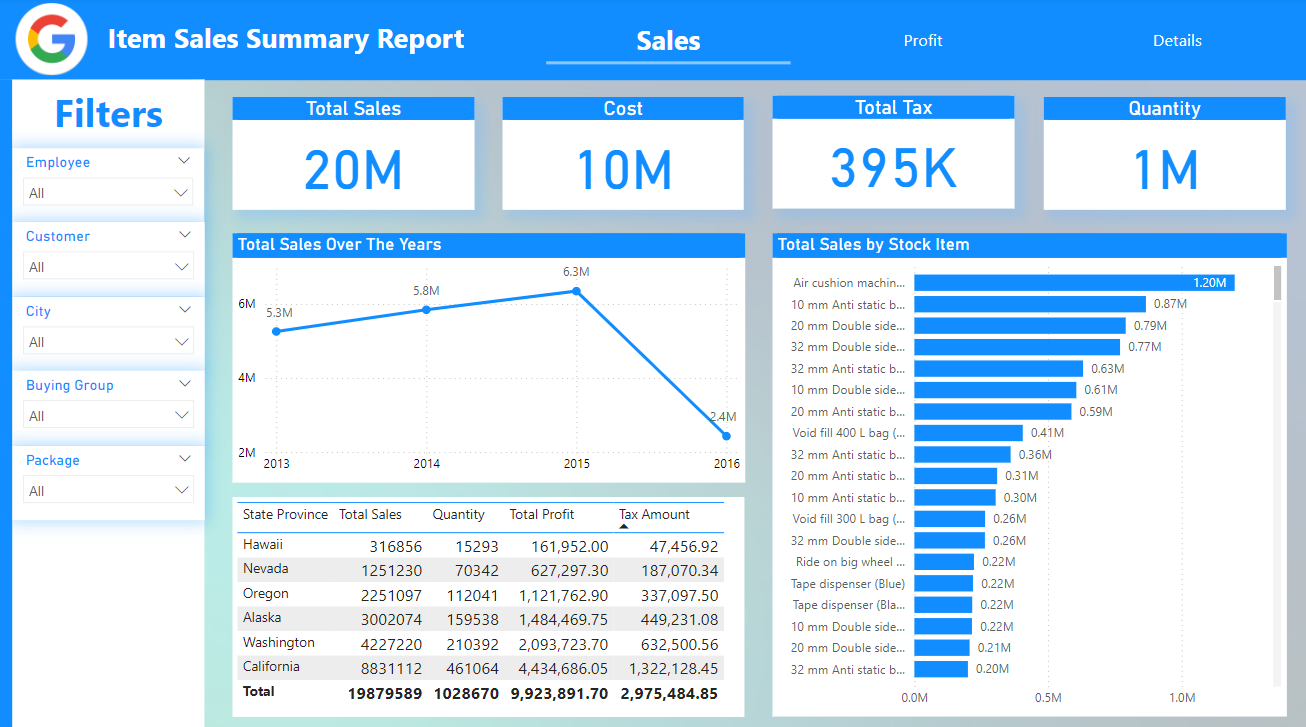 Item Sales Summary Report
Sales
Profit
Details
Filters
Employee
All
Customer
All
City
All
Buying Group
All
Package
All
Total Sales
20M
Cost
10M
Total Tax
395K
Quantity
1M
Total Sales Over The Years
6M
4M
2M
5.3M
5.8M
6.3M
2.4M
2013 2014 2015 2016
State Province Total Sales Quantity Total Profit Tax Amount
Hawaii 316856 15293 161,952.00 47,456.92
Nevada 1251230 70342 627,297.30 187,070.34
Oregon 2251097 112041 1,121,762.90 337,097.50
Alaska 3002074 159538 1,484,469.75 449,231.08
Washington 4227220 210392 2,093,723.70 632,500.56
California 8831112 461064 4,434,686.05 1,322,128.45
Total 19879589 1028670 9,923,891.70 2,975,484.85
Total Sales by Stock Item
Air cushion machin... 1.20M
10 mm Anti static b... 0.87M
20 mm Double side... 0.79M
32 mm Double side... 0.77M
32 mm Anti static b... 0.63M
10 mm Double side... 0.61M
20 mm Anti static b... 0.59M
Void fill 400 L bag (... 0.41M
32 mm Anti static b... 0.36M
20 mm Anti static b... 0.31M
10 mm Anti static b... 0.30M
Void fill 300 L bag (... 0.26M
32 mm Double side... 0.26M
Ride on big wheel ... 0.22M
Tape dispenser (Blue) 0.22M
Tape dispenser (Bla... 0.22M
10 mm Double side... 0.22M
20 mm Double side... 0.21M
32 mm Anti static b... 0.20M
0.0M 0.5M 1.0M